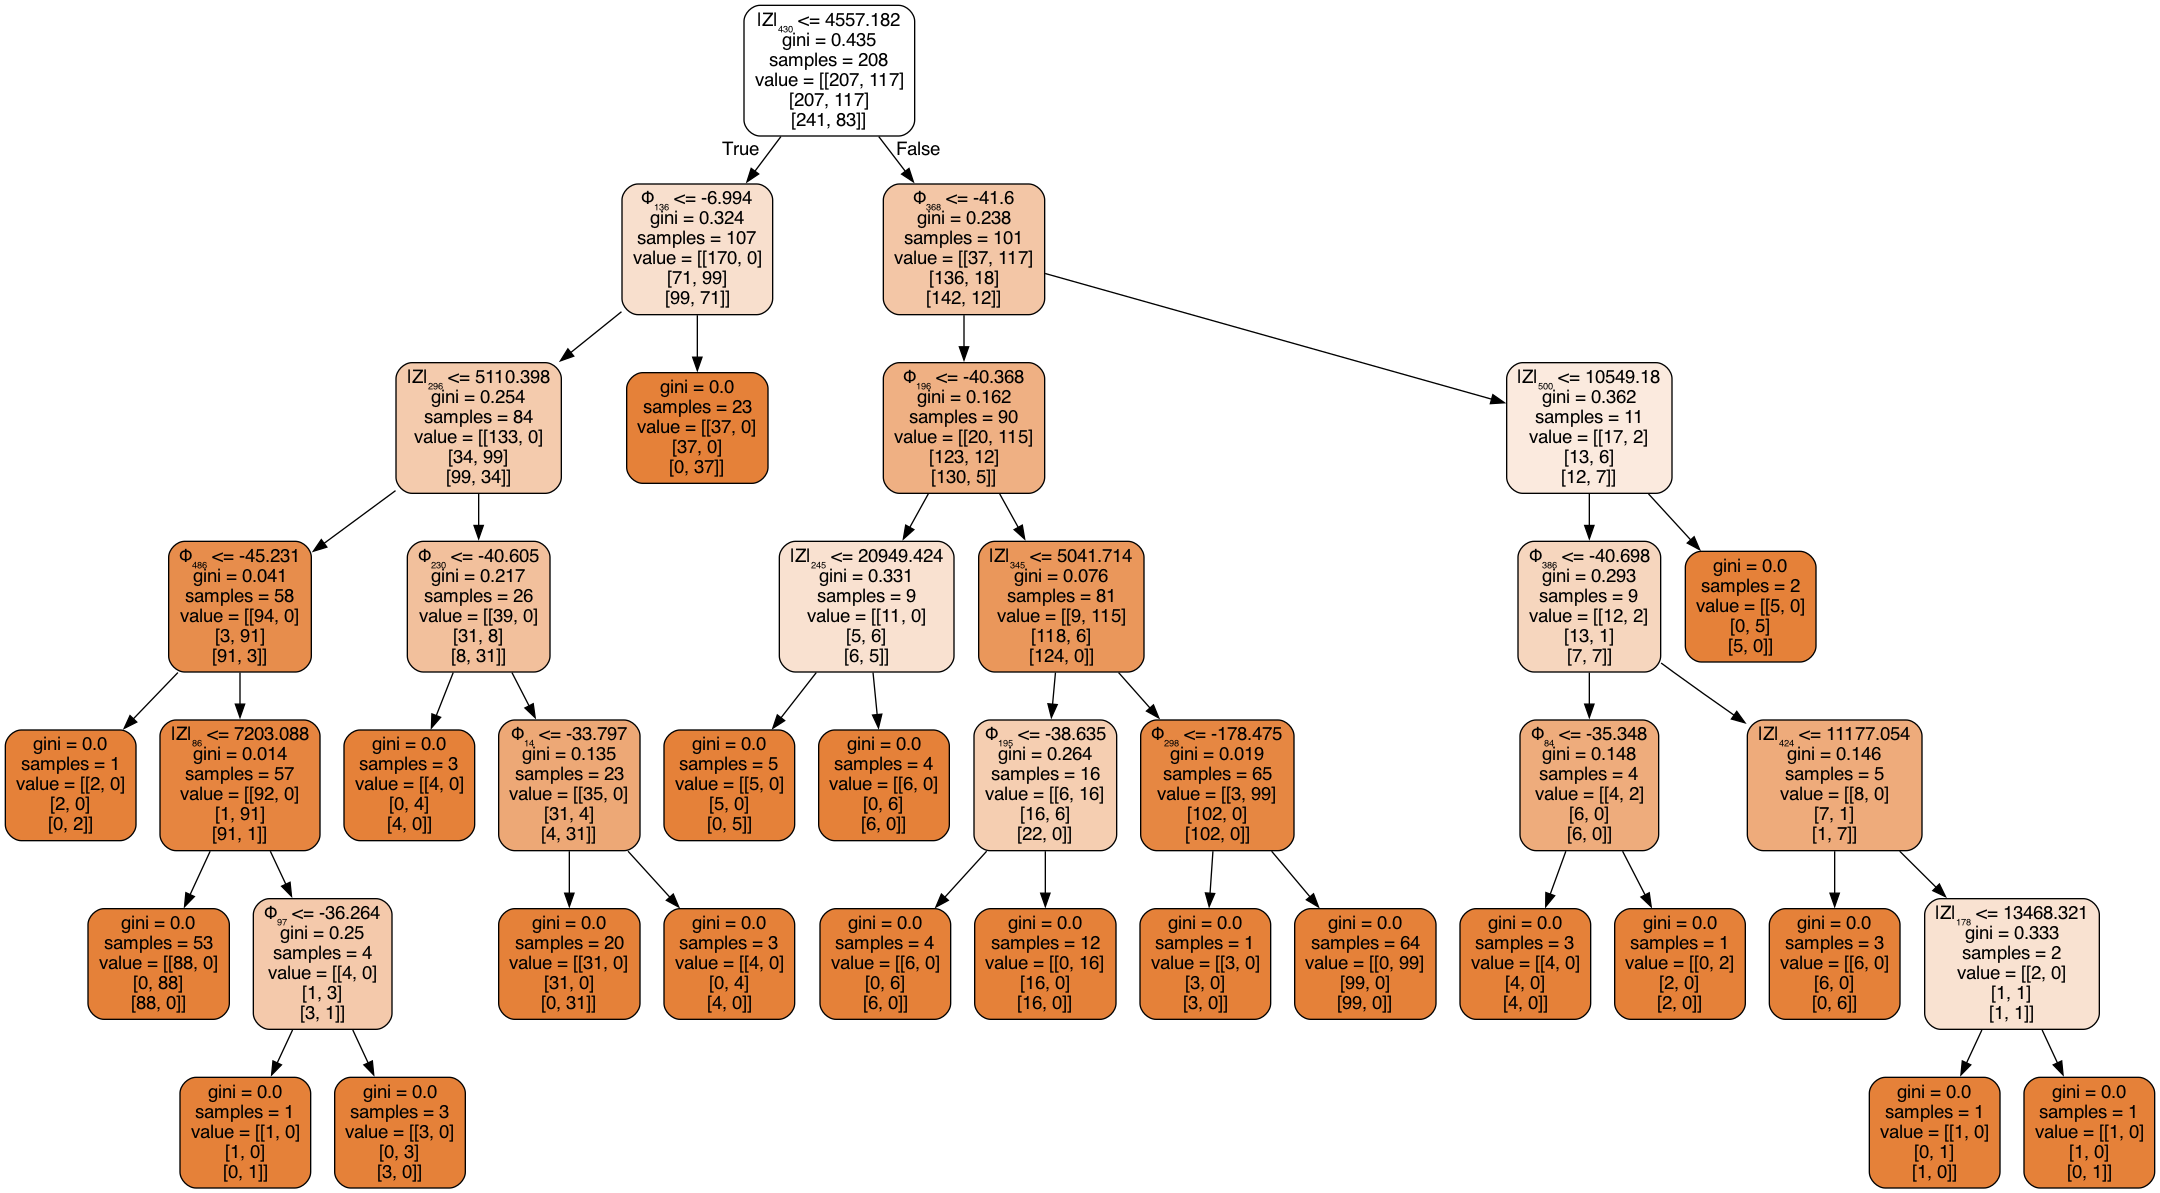 |Z|₄₃₀ <= 4557.182
gini = 0.435
samples = 208
value = [[207, 117]
[207, 117]
[241, 83]]
True
False
Φ₁₃₆ <= -6.994
gini = 0.324
samples = 107
value = [[170, 0]
[71, 99]
[99, 71]]
Φ₃₆₈ <= -41.6
gini = 0.238
samples = 101
value = [[37, 117]
[136, 18]
[142, 12]]
|Z|₂₉₆ <= 5110.398
gini = 0.254
samples = 84
value = [[133, 0]
[34, 99]
[99, 34]]
gini = 0.0
samples = 23
value = [[37, 0]
[37, 0]
[0, 37]]
Φ₁₉₆ <= -40.368
gini = 0.162
samples = 90
value = [[20, 115]
[123, 12]
[130, 5]]
|Z|₅₀₀ <= 10549.18
gini = 0.362
samples = 11
value = [[17, 2]
[13, 6]
[12, 7]]
Φ₄₈₆ <= -45.231
gini = 0.041
samples = 58
value = [[94, 0]
[3, 91]
[91, 3]]
Φ₂₃₀ <= -40.605
gini = 0.217
samples = 26
value = [[39, 0]
[31, 8]
[8, 31]]
|Z|₂₄₅ <= 20949.424
gini = 0.331
samples = 9
value = [[11, 0]
[5, 6]
[6, 5]]
|Z|₃₄₅ <= 5041.714
gini = 0.076
samples = 81
value = [[9, 115]
[118, 6]
[124, 0]]
Φ₃₈₆ <= -40.698
gini = 0.293
samples = 9
value = [[12, 2]
[13, 1]
[7, 7]]
gini = 0.0
samples = 2
value = [[5, 0]
[0, 5]
[5, 0]]
gini = 0.0
samples = 1
value = [[2, 0]
[2, 0]
[0, 2]]
|Z|₈₆ <= 7203.088
gini = 0.014
samples = 57
value = [[92, 0]
[1, 91]
[91, 1]]
gini = 0.0
samples = 3
value = [[4, 0]
[0, 4]
[4, 0]]
Φ₁₄ <= -33.797
gini = 0.135
samples = 23
value = [[35, 0]
[31, 4]
[4, 31]]
gini = 0.0
samples = 5
value = [[5, 0]
[5, 0]
[0, 5]]
gini = 0.0
samples = 4
value = [[6, 0]
[0, 6]
[6, 0]]
Φ₁₉₅ <= -38.635
gini = 0.264
samples = 16
value = [[6, 16]
[16, 6]
[22, 0]]
Φ₂₉₈ <= -178.475
gini = 0.019
samples = 65
value = [[3, 99]
[102, 0]
[102, 0]]
Φ₈₄ <= -35.348
gini = 0.148
samples = 4
value = [[4, 2]
[6, 0]
[6, 0]]
|Z|₄₂₄ <= 11177.054
gini = 0.146
samples = 5
value = [[8, 0]
[7, 1]
[1, 7]]
gini = 0.0
samples = 53
value = [[88, 0]
[0, 88]
[88, 0]]
Φ₉₇ <= -36.264
gini = 0.25
samples = 4
value = [[4, 0]
[1, 3]
[3, 1]]
gini = 0.0
samples = 20
value = [[31, 0]
[31, 0]
[0, 31]]
gini = 0.0
samples = 3
value = [[4, 0]
[0, 4]
[4, 0]]
gini = 0.0
samples = 4
value = [[6, 0]
[0, 6]
[6, 0]]
gini = 0.0
samples = 12
value = [[0, 16]
[16, 0]
[16, 0]]
gini = 0.0
samples = 1
value = [[3, 0]
[3, 0]
[3, 0]]
gini = 0.0
samples = 64
value = [[0, 99]
[99, 0]
[99, 0]]
gini = 0.0
samples = 3
value = [[4, 0]
[4, 0]
[4, 0]]
gini = 0.0
samples = 1
value = [[0, 2]
[2, 0]
[2, 0]]
gini = 0.0
samples = 3
value = [[6, 0]
[6, 0]
[0, 6]]
|Z|₁₇₈ <= 13468.321
gini = 0.333
samples = 2
value = [[2, 0]
[1, 1]
[1, 1]]
gini = 0.0
samples = 1
value = [[1, 0]
[1, 0]
[0, 1]]
gini = 0.0
samples = 3
value = [[3, 0]
[0, 3]
[3, 0]]
gini = 0.0
samples = 1
value = [[1, 0]
[0, 1]
[1, 0]]
gini = 0.0
samples = 1
value = [[1, 0]
[1, 0]
[0, 1]]